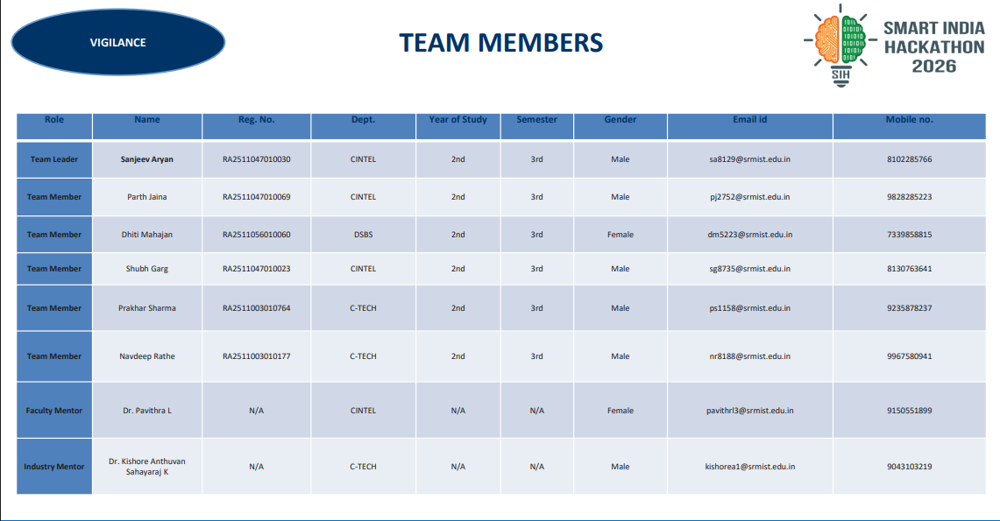 VIGILANCE
TEAM MEMBERS
SMART INDIA
HACKATHON
2026
SIH
Role Name Reg. No. Dept. Year of Study Semester Gender Email id Mobile no.
Team Leader Sanjeev Aryan RA2511047010030 CINTEL 2nd 3rd Male sa8129@srmist.edu.in 8102285766
Team Member Parth Jaina RA2511047010069 CINTEL 2nd 3rd Male pj2752@srmist.edu.in 9828285223
Team Member Dhiti Mahajan RA2511056010060 DSBS 2nd 3rd Female dm5223@srmist.edu.in 7339858815
Team Member Shubh Garg RA2511047010023 CINTEL 2nd 3rd Male sg8735@srmist.edu.in 8130763641
Team Member Prakhar Sharma RA2511003010764 C-TECH 2nd 3rd Male ps1158@srmist.edu.in 9235878237
Team Member Navdeep Rathe RA2511003010177 C-TECH 2nd 3rd Male nr8188@srmist.edu.in 9967580941
Faculty Mentor Dr. Pavithra L N/A CINTEL N/A N/A Female pavithrl3@srmist.edu.in 9150551899
Industry Mentor Dr. Kishore Anthuvan Sahayaraj K N/A C-TECH N/A N/A Male kishorea1@srmist.edu.in 9043103219